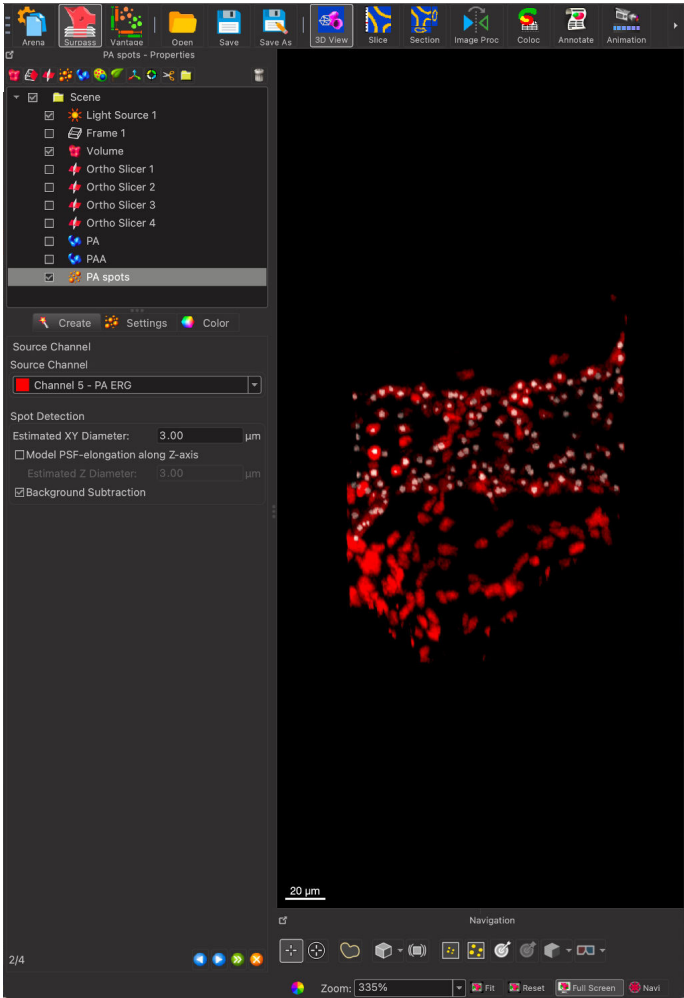 Arena Surpass Vantage Open Save Save As 3D View Slice Section Image Proc Coloc Annotate Animation
PA spots - Properties
Scene
Light Source 1
Frame 1
Volume
Ortho Slicer 1
Ortho Slicer 2
Ortho Slicer 3
Ortho Slicer 4
PA
PAA
PA spots
Create Settings Color
Source Channel
Source Channel
Channel 5 - PA ERG
Spot Detection
Estimated XY Diameter: 3.00 µm
Model PSF-elongation along Z-axis
Estimated Z Diameter: 3.00 µm
Background Subtraction
20 µm
Navigation
2/4
Zoom: 335% Fit Reset Full Screen Navi